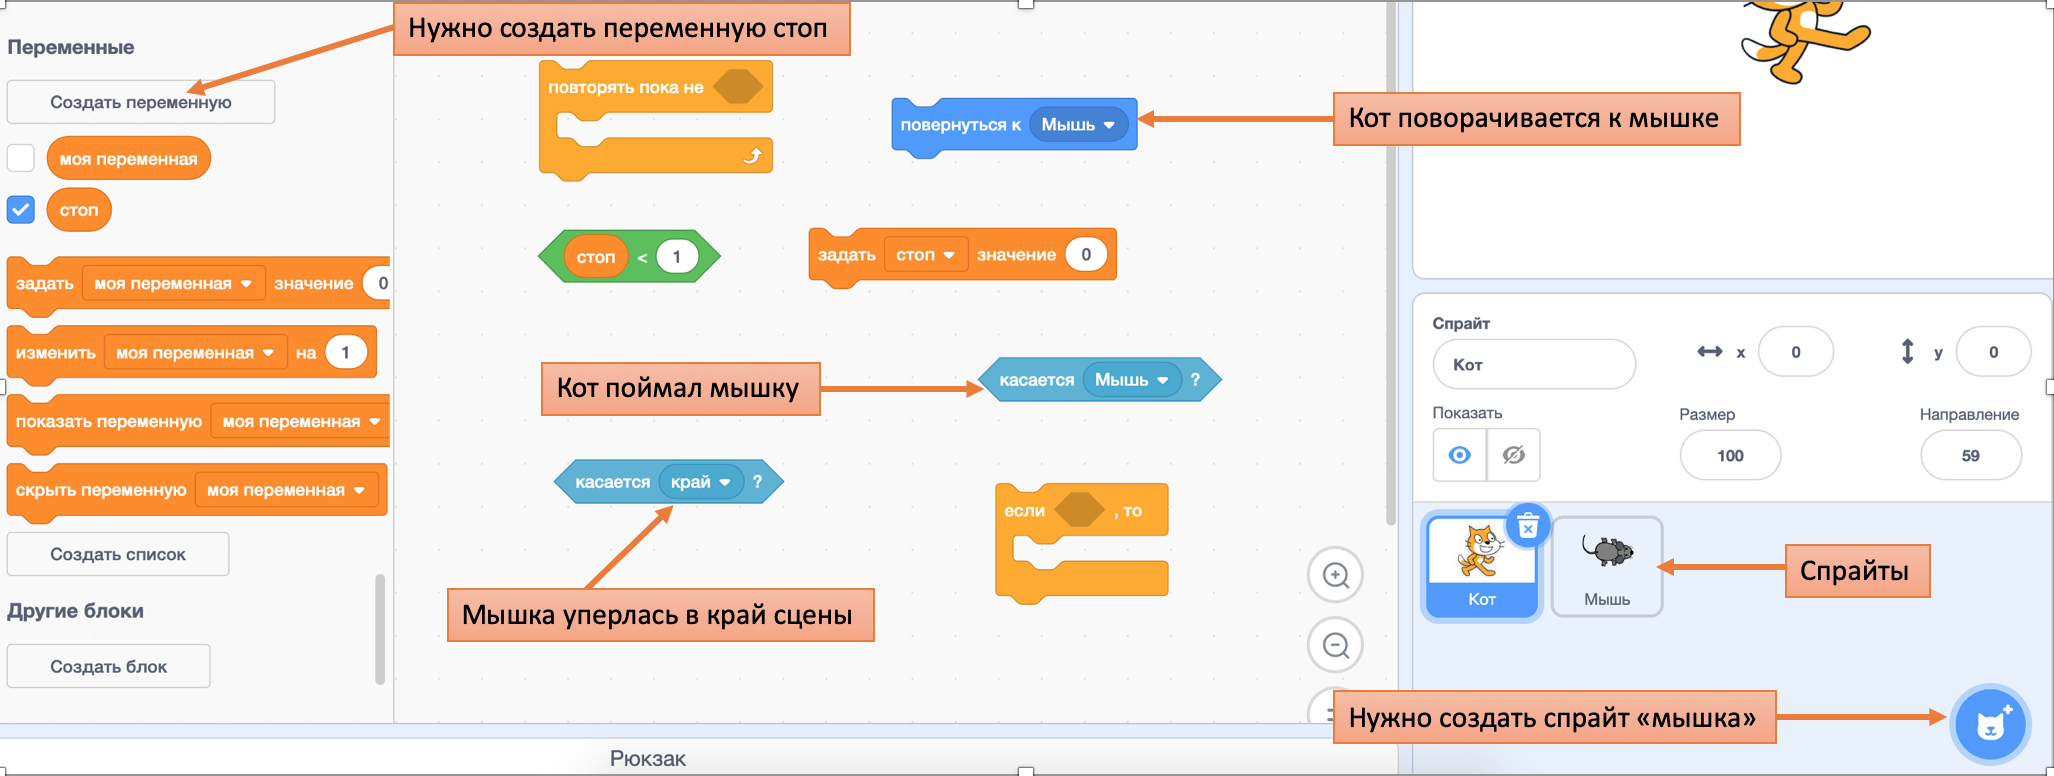 Нужно создать переменную стоп
Переменные
Создать переменную
моя переменная
стоп
задать моя переменная значение 0
изменить моя переменная на 1
показать переменную моя переменная
скрыть переменную моя переменная
Создать список
Другие блоки
Создать блок
повторять пока не
повернуться к Мышь
Кот поворачивается к мышке
стоп < 1
задать стоп значение 0
Кот поймал мышку
касается Мышь ?
касается край ?
если , то
Мышка уперлась в край сцены
Рюкзак
Спрайт
Кот
x 0
y 0
Показать
Размер
100
Направление
59
Кот
Мышь
Спрайты
Нужно создать спрайт «мышка»